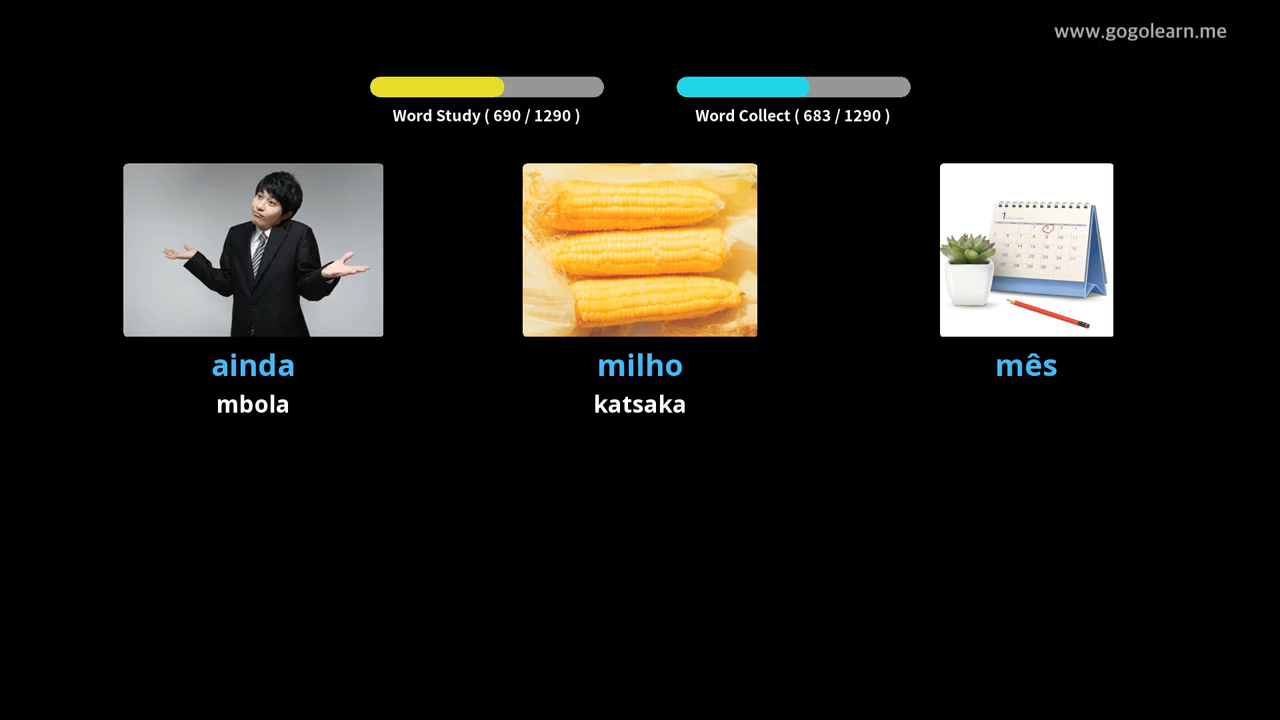 www.gogolearn.me
Word Study ( 690 / 1290 )
Word Collect ( 683 / 1290 )
ainda
milho
mês
mbola
katsaka